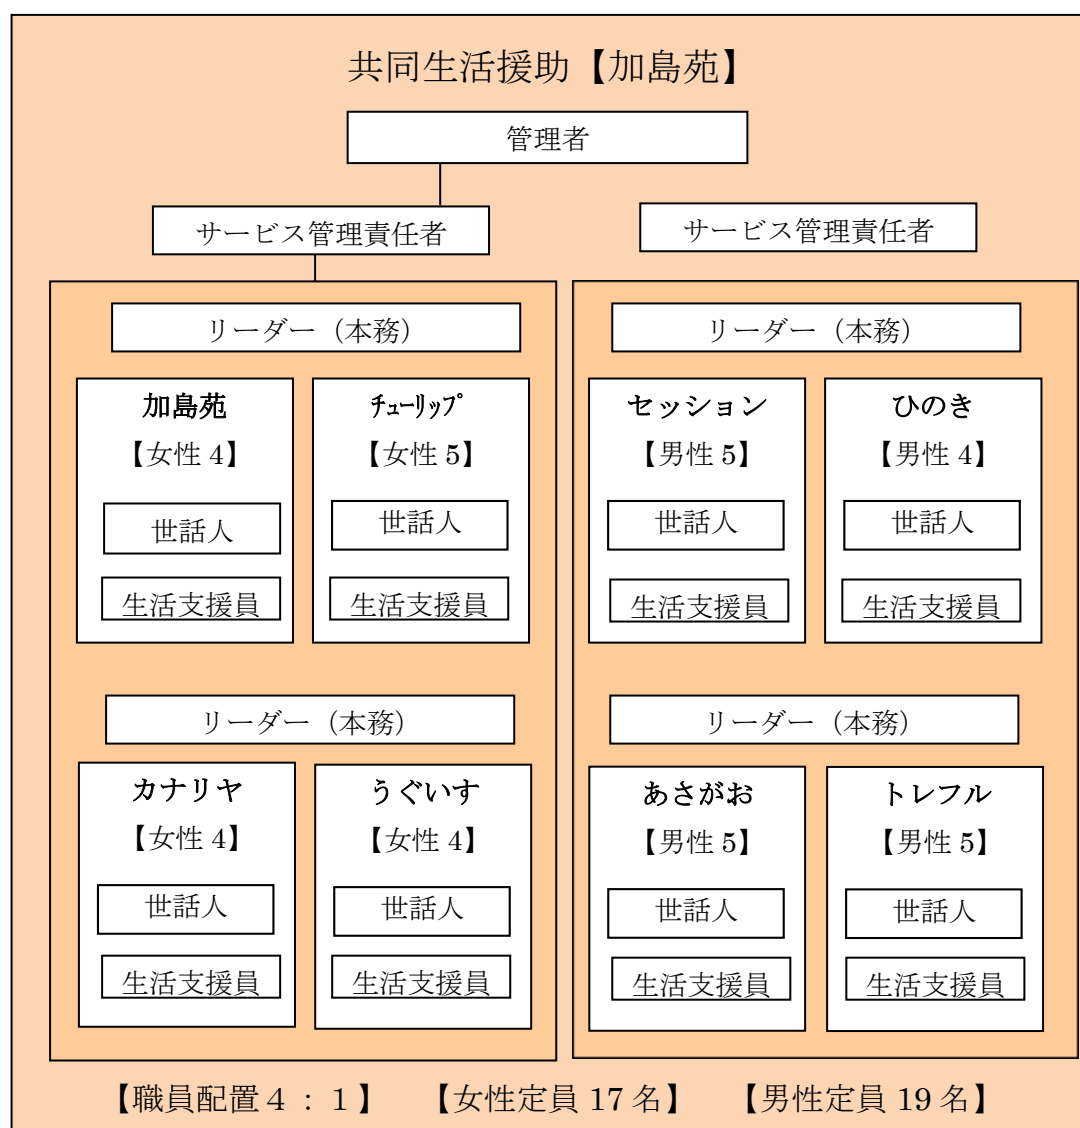 共同生活援助【加島苑】
管理者
サービス管理責任者
サービス管理責任者
リーダー（本務）
リーダー（本務）
加島苑
【女性 4】
世話人
生活支援員
ﾁｭｰﾘｯﾌﾟ
【女性 5】
世話人
生活支援員
セッション
【男性 5】
世話人
生活支援員
ひのき
【男性 4】
世話人
生活支援員
リーダー（本務）
リーダー（本務）
カナリヤ
【女性 4】
世話人
生活支援員
うぐいす
【女性 4】
世話人
生活支援員
あさがお
【男性 5】
世話人
生活支援員
トレフル
【男性 5】
世話人
生活支援員
【職員配置４：１】　【女性定員 17 名】　【男性定員 19 名】